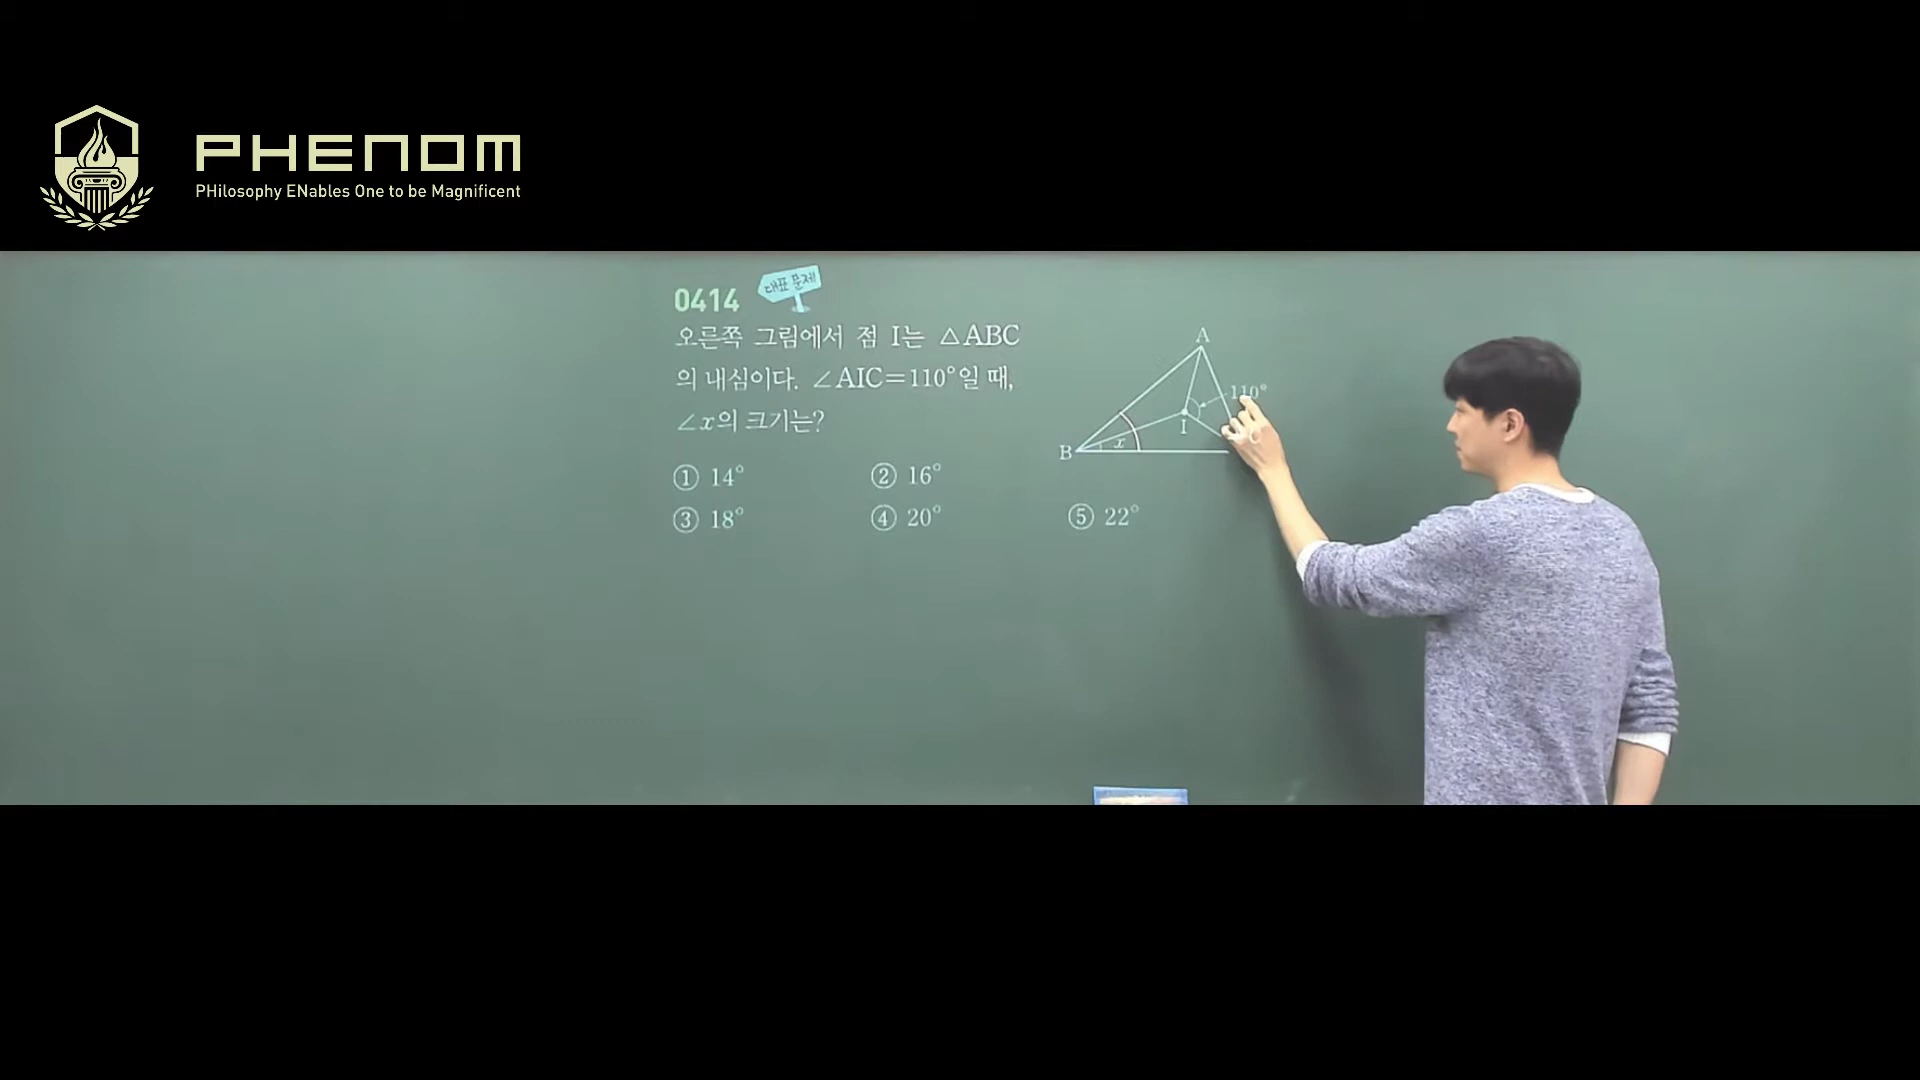 PHENOM
PHilosophy ENables One to be Magnificent
0414 대표 문제
오른쪽 그림에서 점 I는 △ABC
의 내심이다. ∠AIC=110°일 때,
∠x의 크기는?
① 14° ② 16°
③ 18° ④ 20° ⑤ 22°
A
110°
I
B
x